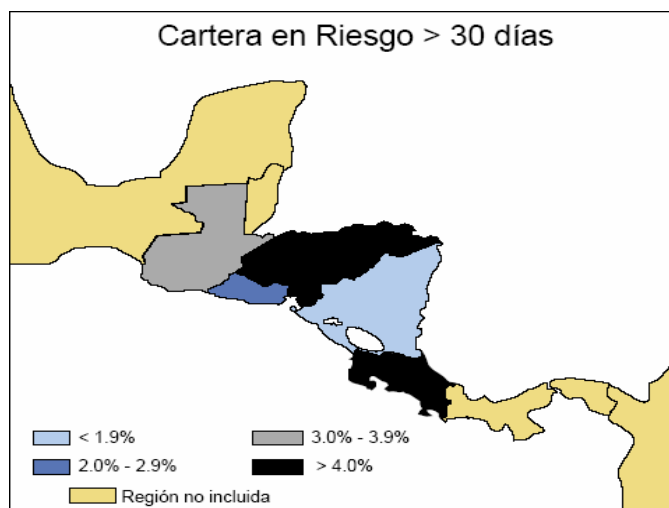 Cartera en Riesgo > 30 días
< 1.9% 3.0% - 3.9%
2.0% - 2.9% > 4.0%
Región no incluida